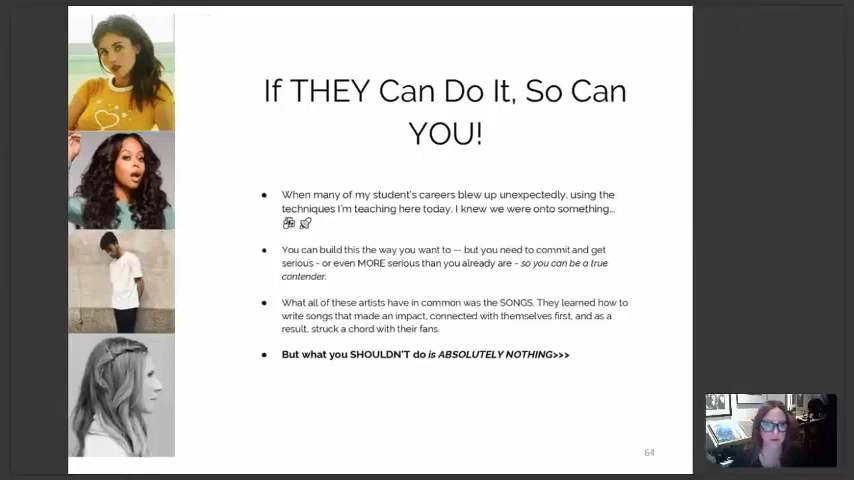 If THEY Can Do It, So Can
YOU!
● When many of my student's careers blew up unexpectedly, using the
techniques I'm teaching here today, I knew we were onto something...
● You can build this the way you want to -- but you need to commit and get
serious - or even MORE serious than you already are - so you can be a true
contender.
● What all of these artists have in common was the SONGS. They learned how to
write songs that made an impact, connected with themselves first, and as a
result, struck a chord with their fans.
● But what you SHOULDN'T do is ABSOLUTELY NOTHING>>>
64